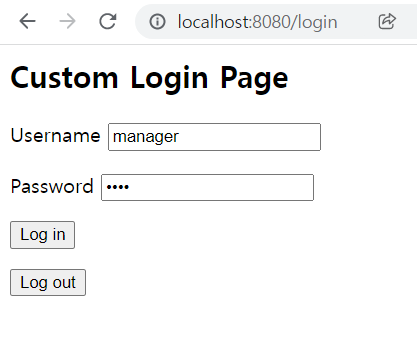 localhost:8080/login
Custom Login Page
Username manager
Password ••••
Log in
Log out